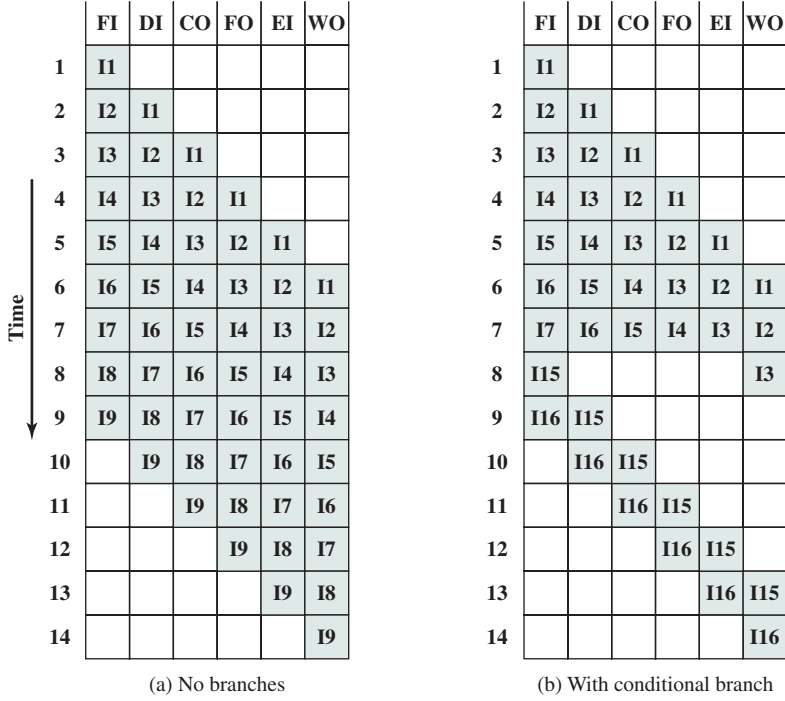 FI DI CO FO EI WO
1 I1
2 I2 I1
3 I3 I2 I1
4 I4 I3 I2 I1
5 I5 I4 I3 I2 I1
6 I6 I5 I4 I3 I2 I1
7 I7 I6 I5 I4 I3 I2
8 I8 I7 I6 I5 I4 I3
9 I9 I8 I7 I6 I5 I4
10 I9 I8 I7 I6 I5
11 I9 I8 I7 I6
12 I9 I8 I7
13 I9 I8
14 I9
Time
(a) No branches
FI DI CO FO EI WO
1 I1
2 I2 I1
3 I3 I2 I1
4 I4 I3 I2 I1
5 I5 I4 I3 I2 I1
6 I6 I5 I4 I3 I2 I1
7 I7 I6 I5 I4 I3 I2
8 I15 I3
9 I16 I15
10 I16 I15
11 I16 I15
12 I16 I15
13 I16 I15
14 I16
(b) With conditional branch